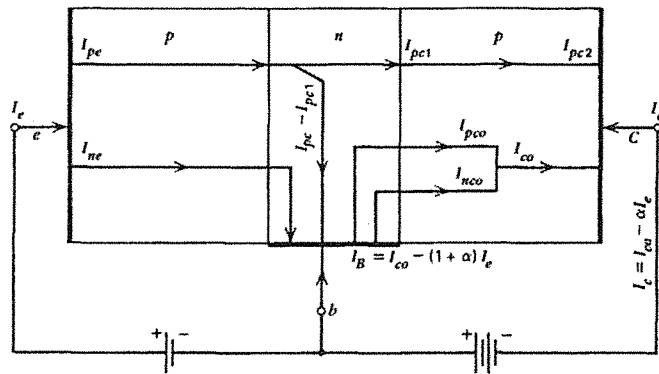 p n p
I_pe I_pc1 I_pc2
I_e
e
I_pc − I_pc1
I_pco
I_ne
I_nco
I_co
C
I_B = I_co − (1 + α) I_e
I_c = I_co − αI_e
b
+ −
+ −